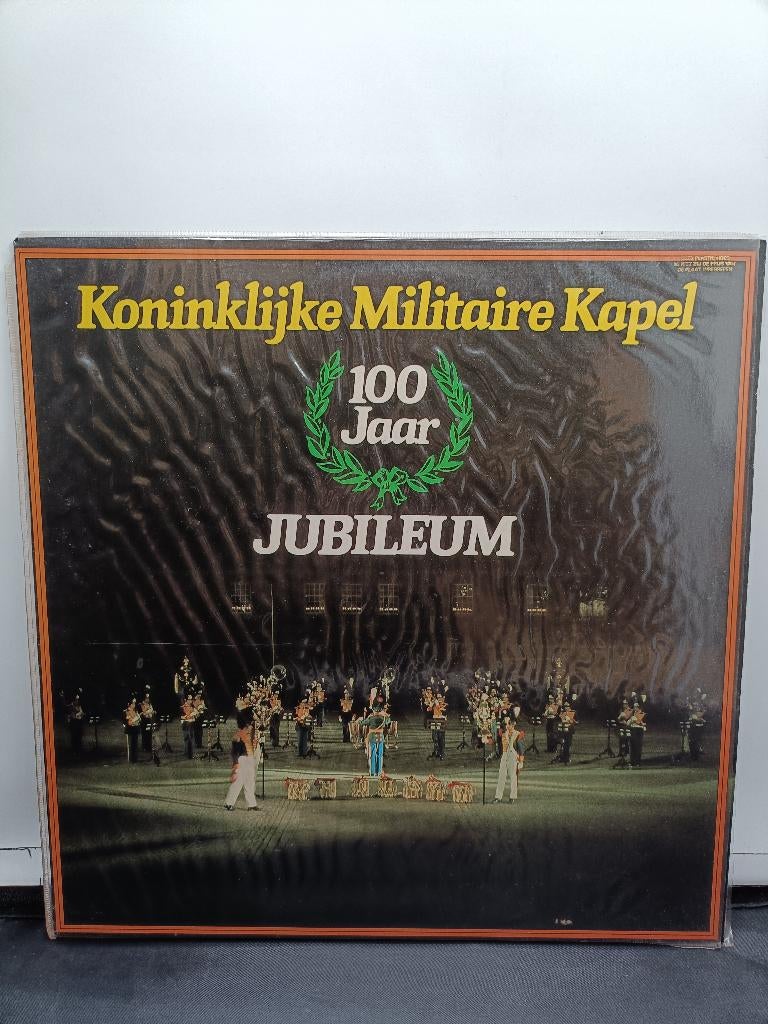 Koninklijke Militaire Kapel
100
Jaar
JUBILEUM